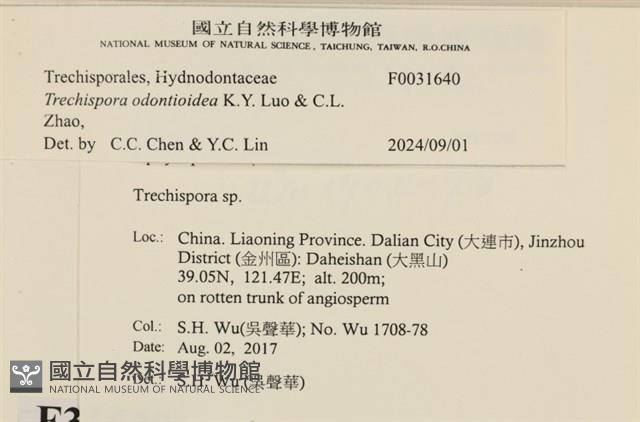 國立自然科學博物館
NATIONAL MUSEUM OF NATURAL SCIENCE, TAICHUNG, TAIWAN, R.O.CHINA
Trechisporales, Hydnodontaceae F0031640
Trechispora odontioidea K.Y. Luo & C.L.
Zhao,
Det. by C.C. Chen & Y.C. Lin 2024/09/01
Trechispora sp.
Loc.: China. Liaoning Province. Dalian City (大連市), Jinzhou
District (金州區): Daheishan (大黑山)
39.05N, 121.47E; alt. 200m;
on rotten trunk of angiosperm
Col.: S.H. Wu(吳聲華); No. Wu 1708-78
Date: Aug. 02, 2017
國立自然科學博物館
Det.: S.H. Wu (吳聲華)
NATIONAL MUSEUM OF NATURAL SCIENCE